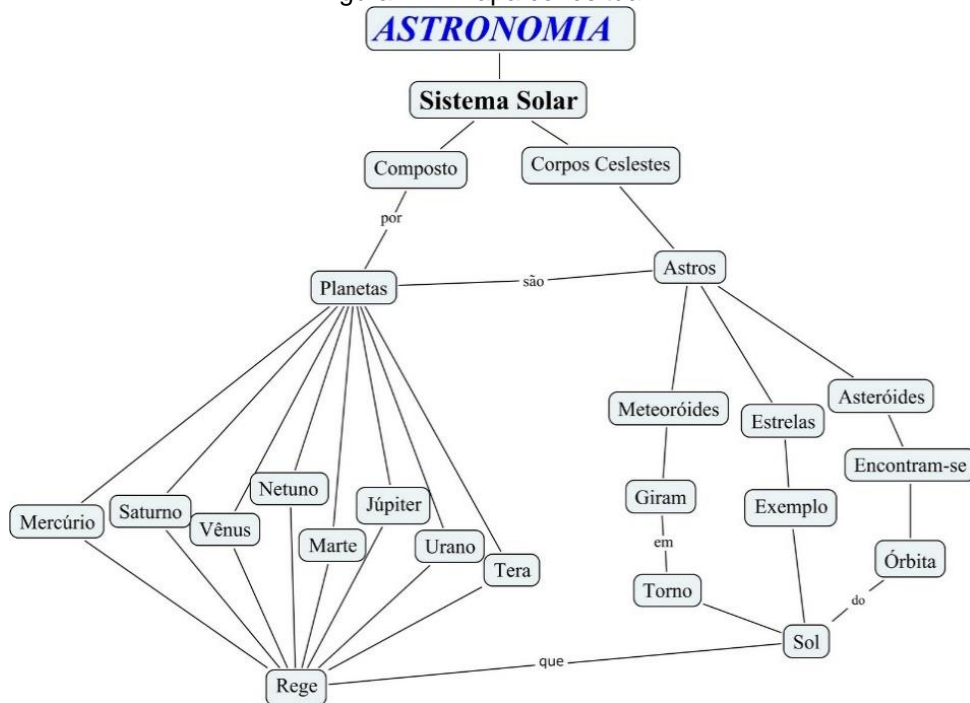 ASTRONOMIA
Sistema Solar
Composto
Corpos Ceslestes
por
Planetas
são
Astros
Meteoróides
Estrelas
Asteróides
Encontram-se
Mercúrio
Saturno
Vênus
Netuno
Marte
Júpiter
Urano
Tera
Giram
Exemplo
em
Órbita
Torno
do
Sol
que
Rege